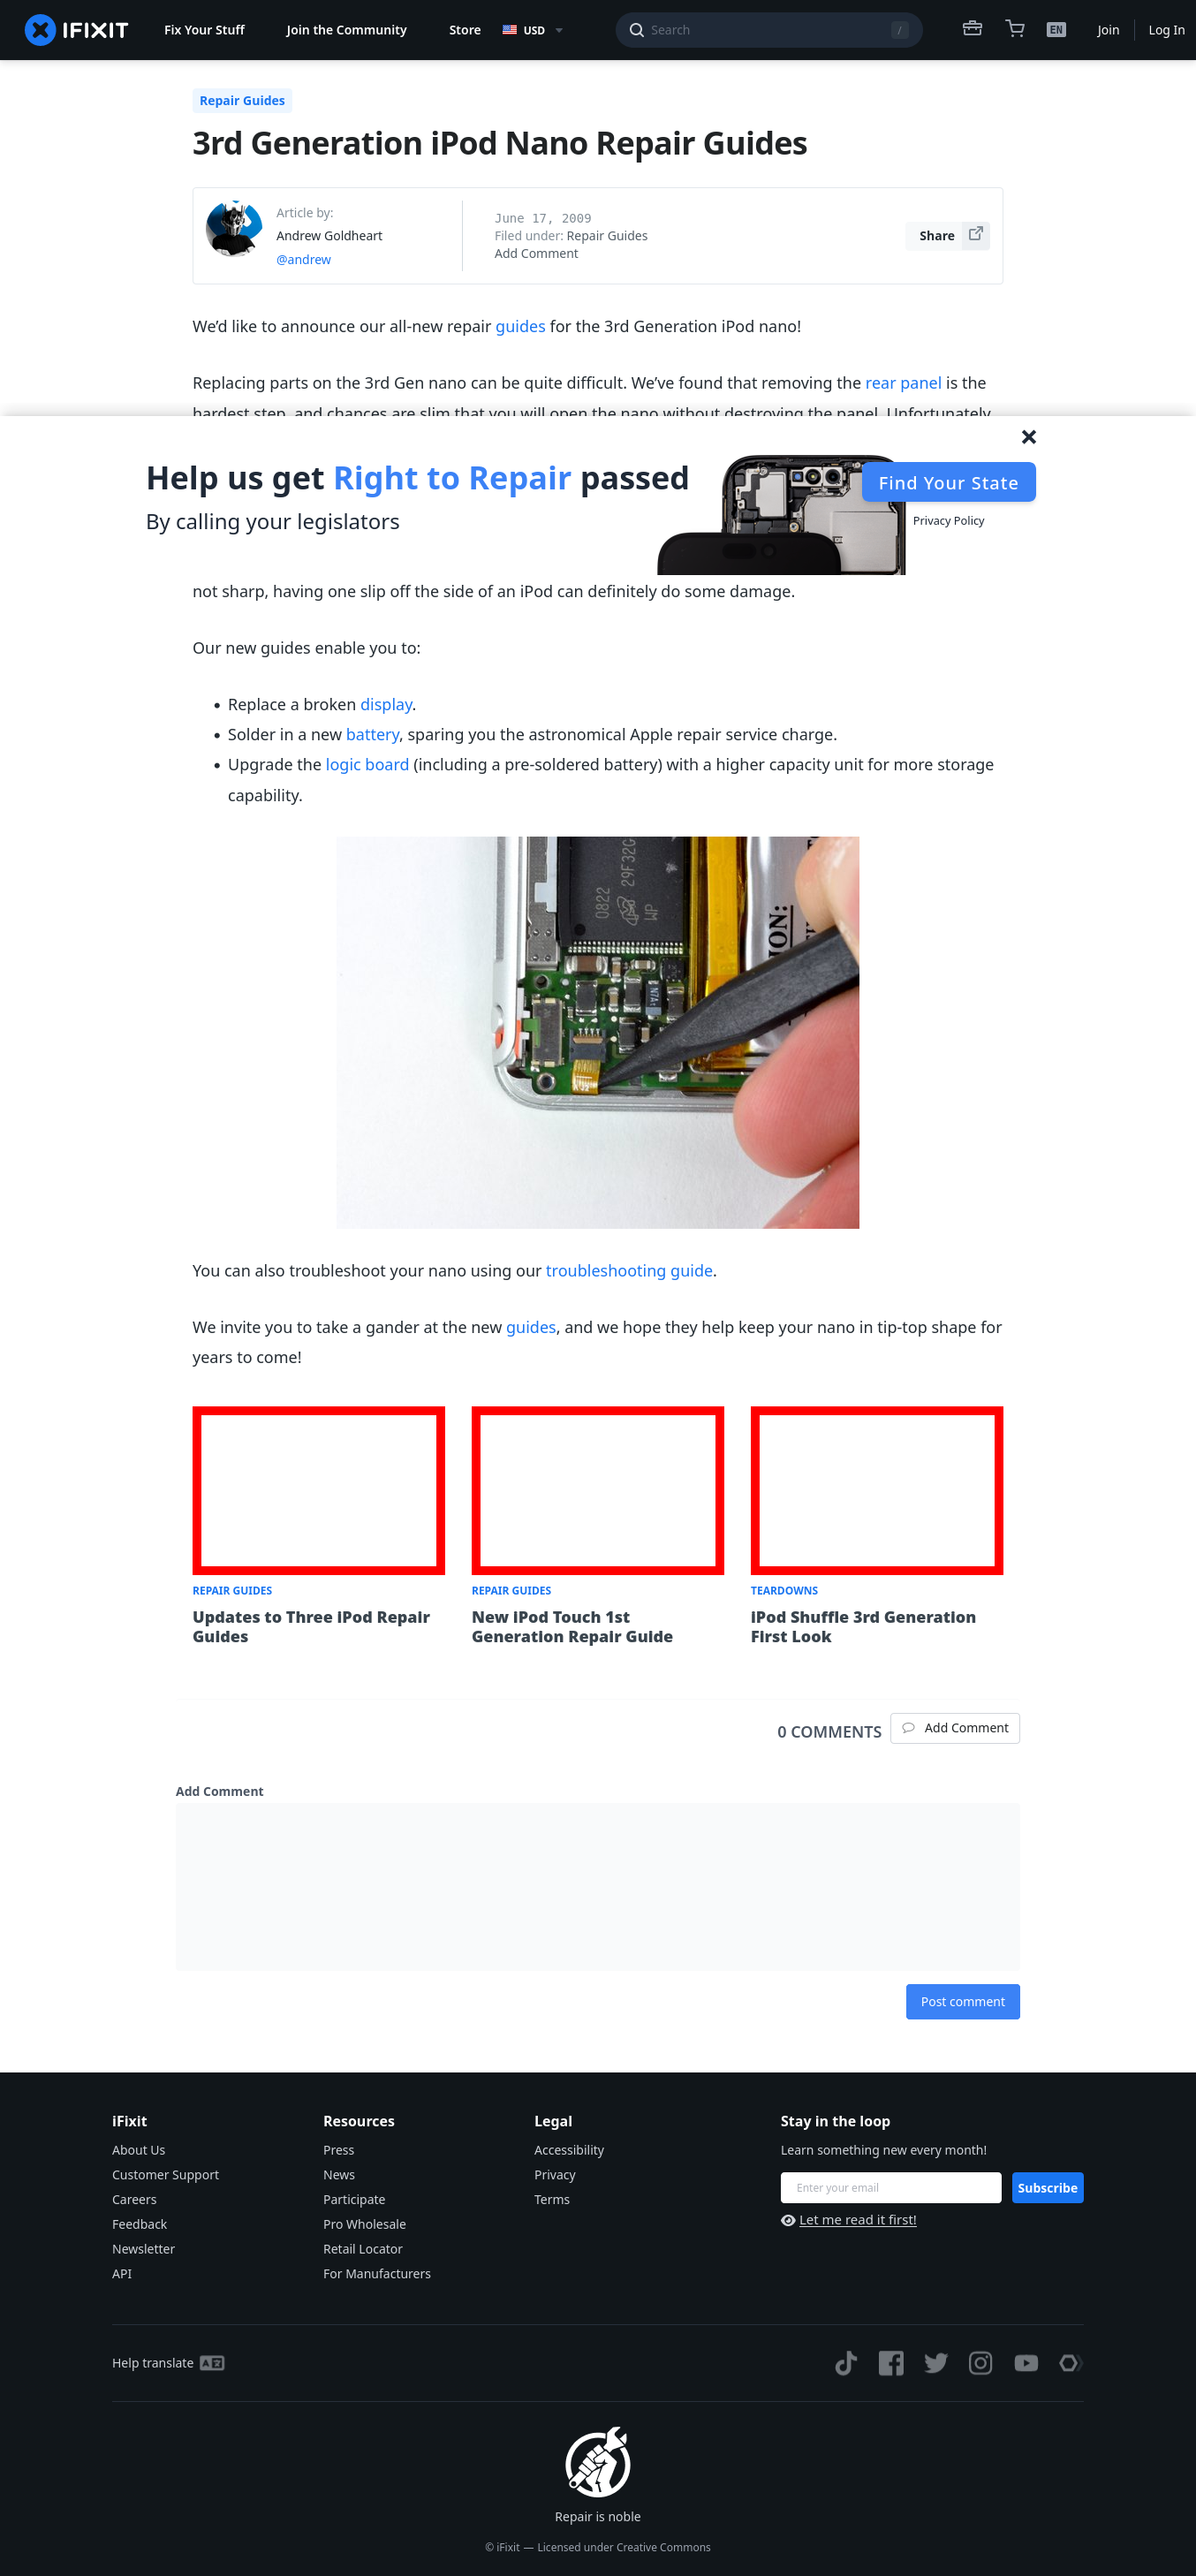 IFIXIT
Fix Your Stuff
Join the Community
Store
USD
Search
/
EN
Join
Log In
Repair Guides
3rd Generation iPod Nano Repair Guides
Article by:
Andrew Goldheart
@andrew
June 17, 2009
Filed under: Repair Guides
Add Comment
Share
We’d like to announce our all-new repair guides for the 3rd Generation iPod nano!
Replacing parts on the 3rd Gen nano can be quite difficult. We’ve found that removing the rear panel is the
hardest step, and chances are slim that you will open the nano without destroying the panel. Unfortunately,
Help us get Right to Repair passed
By calling your legislators
Find Your State
Privacy Policy
not sharp, having one slip off the side of an iPod can definitely do some damage.
Our new guides enable you to:
• Replace a broken display.
• Solder in a new battery, sparing you the astronomical Apple repair service charge.
• Upgrade the logic board (including a pre-soldered battery) with a higher capacity unit for more storage
capability.
0822
29F32G
WP
N7A1
ION:
You can also troubleshoot your nano using our troubleshooting guide.
We invite you to take a gander at the new guides, and we hope they help keep your nano in tip-top shape for
years to come!
REPAIR GUIDES
Updates to Three iPod Repair
Guides
REPAIR GUIDES
New iPod Touch 1st
Generation Repair Guide
TEARDOWNS
iPod Shuffle 3rd Generation
First Look
0 COMMENTS
Add Comment
Add Comment
Post comment
iFixit
About Us
Customer Support
Careers
Feedback
Newsletter
API
Resources
Press
News
Participate
Pro Wholesale
Retail Locator
For Manufacturers
Legal
Accessibility
Privacy
Terms
Stay in the loop
Learn something new every month!
Enter your email
Subscribe
Let me read it first!
Help translate
Repair is noble
© iFixit — Licensed under Creative Commons